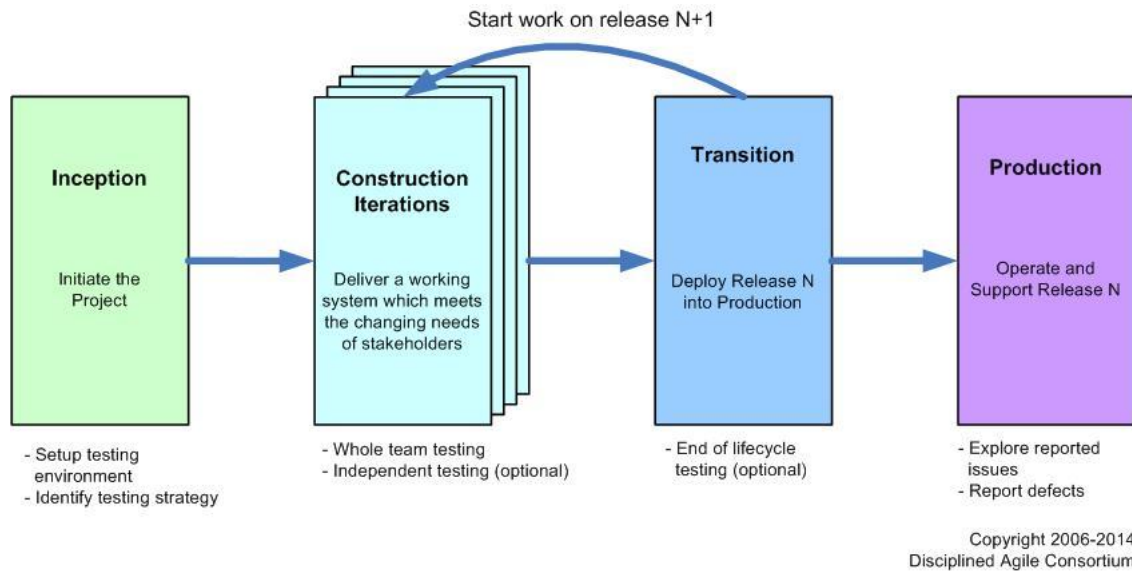 Start work on release N+1
Inception
Initiate the
Project
Construction
Iterations
Deliver a working
system which meets
the changing needs
of stakeholders
Transition
Deploy Release N
into Production
Production
Operate and
Support Release N
- Setup testing
environment
- Identify testing strategy
- Whole team testing
- Independent testing (optional)
- End of lifecycle
testing (optional)
- Explore reported
issues
- Report defects
Copyright 2006-2014
Disciplined Agile Consortium